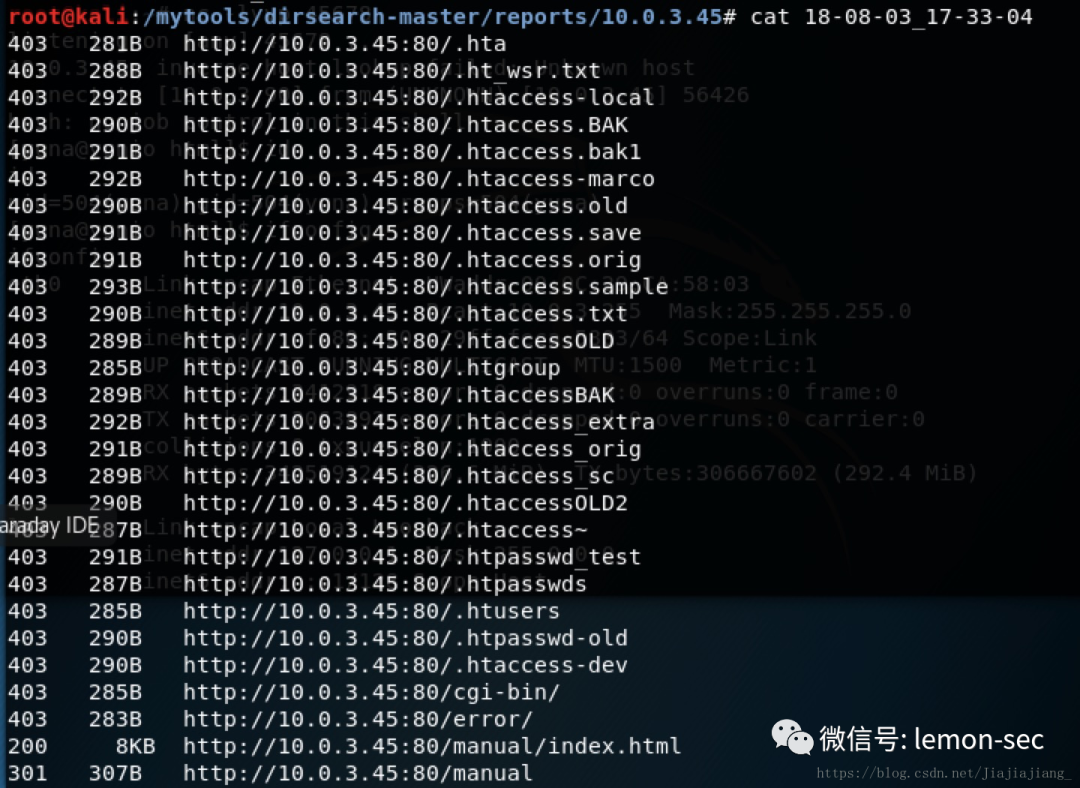 root@kali:/mytools/dirsearch-master/reports/10.0.3.45# cat 18-08-03_17-33-04
403 281B http://10.0.3.45:80/.hta
403 288B http://10.0.3.45:80/.ht_wsr.txt
403 292B http://10.0.3.45:80/.htaccess-local
403 290B http://10.0.3.45:80/.htaccess.BAK
403 291B http://10.0.3.45:80/.htaccess.bak1
403 292B http://10.0.3.45:80/.htaccess-marco
403 290B http://10.0.3.45:80/.htaccess.old
403 291B http://10.0.3.45:80/.htaccess.save
403 291B http://10.0.3.45:80/.htaccess.orig
403 293B http://10.0.3.45:80/.htaccess.sample
403 290B http://10.0.3.45:80/.htaccess.txt
403 289B http://10.0.3.45:80/.htaccessOLD
403 285B http://10.0.3.45:80/.htgroup
403 289B http://10.0.3.45:80/.htaccessBAK
403 292B http://10.0.3.45:80/.htaccess_extra
403 291B http://10.0.3.45:80/.htaccess_orig
403 289B http://10.0.3.45:80/.htaccess_sc
403 290B http://10.0.3.45:80/.htaccessOLD2
403 287B http://10.0.3.45:80/.htaccess~
403 291B http://10.0.3.45:80/.htpasswd_test
403 287B http://10.0.3.45:80/.htpasswds
403 285B http://10.0.3.45:80/.htusers
403 290B http://10.0.3.45:80/.htpasswd-old
403 290B http://10.0.3.45:80/.htaccess-dev
403 285B http://10.0.3.45:80/cgi-bin/
403 283B http://10.0.3.45:80/error/
200 8KB http://10.0.3.45:80/manual/index.html
301 307B http://10.0.3.45:80/manual
araday IDE
微信号: lemon-sec
https://blog.csdn.net/Jiajiajiang_